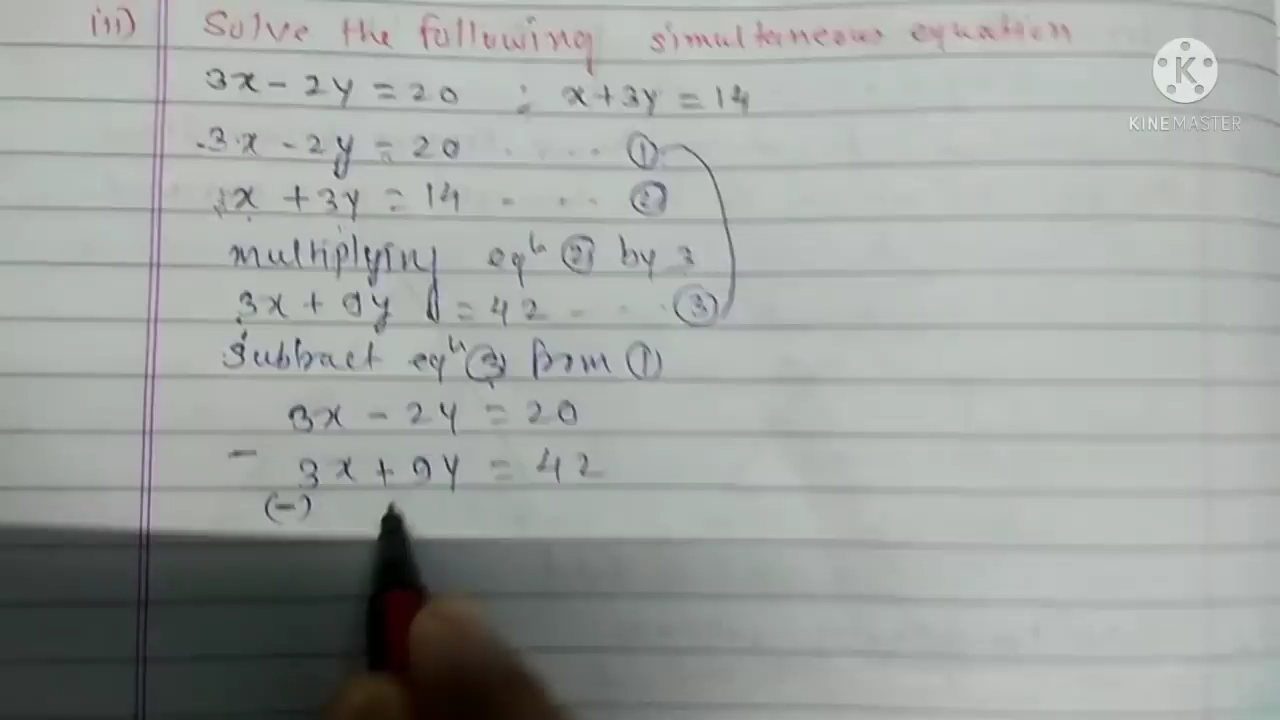 iii) Solve the following simultaneous equation
3x - 2y = 20 ; x + 3y = 14
3x - 2y = 20 ..... ①
x + 3y = 14 - ... ②
multiplying eqⁿ ② by 3
3x + 9y = 42 - ... ③
Subtract eqⁿ ③ from ①
3x - 2y = 20
- 3x + 9y = 42
(-)
K
KINEMASTER